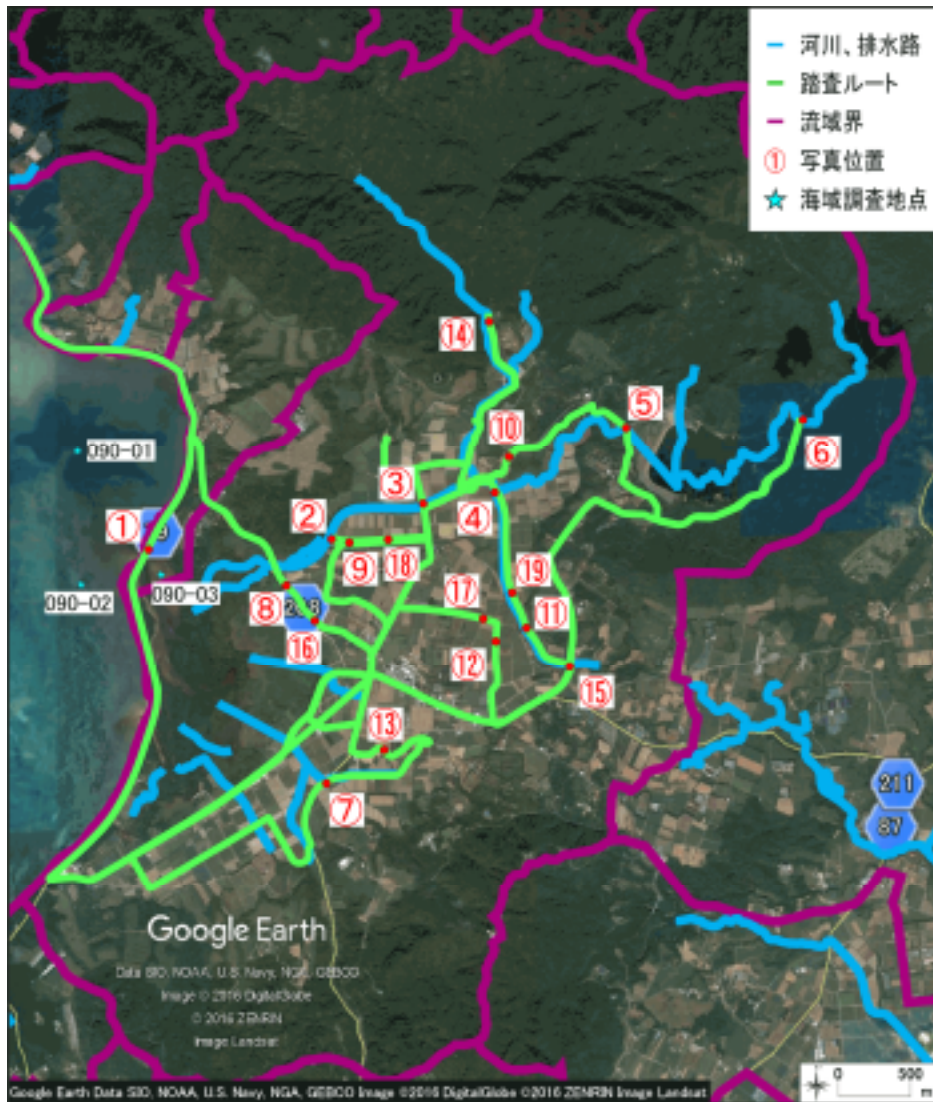 河川、排水路
踏査ルート
流域界
① 写真位置
海域調査地点
⑭
⑤
⑩
⑥
090-01
③
④
②
①
⑨
⑱
⑲
090-03
090-02
⑧
⑰
⑪
⑯
⑫
⑮
⑬
⑦
211
87
Google Earth
Data SIO, NOAA, U.S. Navy, NGA, GEBCO
Image © 2016 DigitalGlobe
© 2016 ZENRIN
Image Landsat
Google Earth Data SIO, NOAA, U.S. Navy, NGA, GEBCO Image ©2016 DigitalGlobe ©2016 ZENRIN Image Landsat
0 500
m